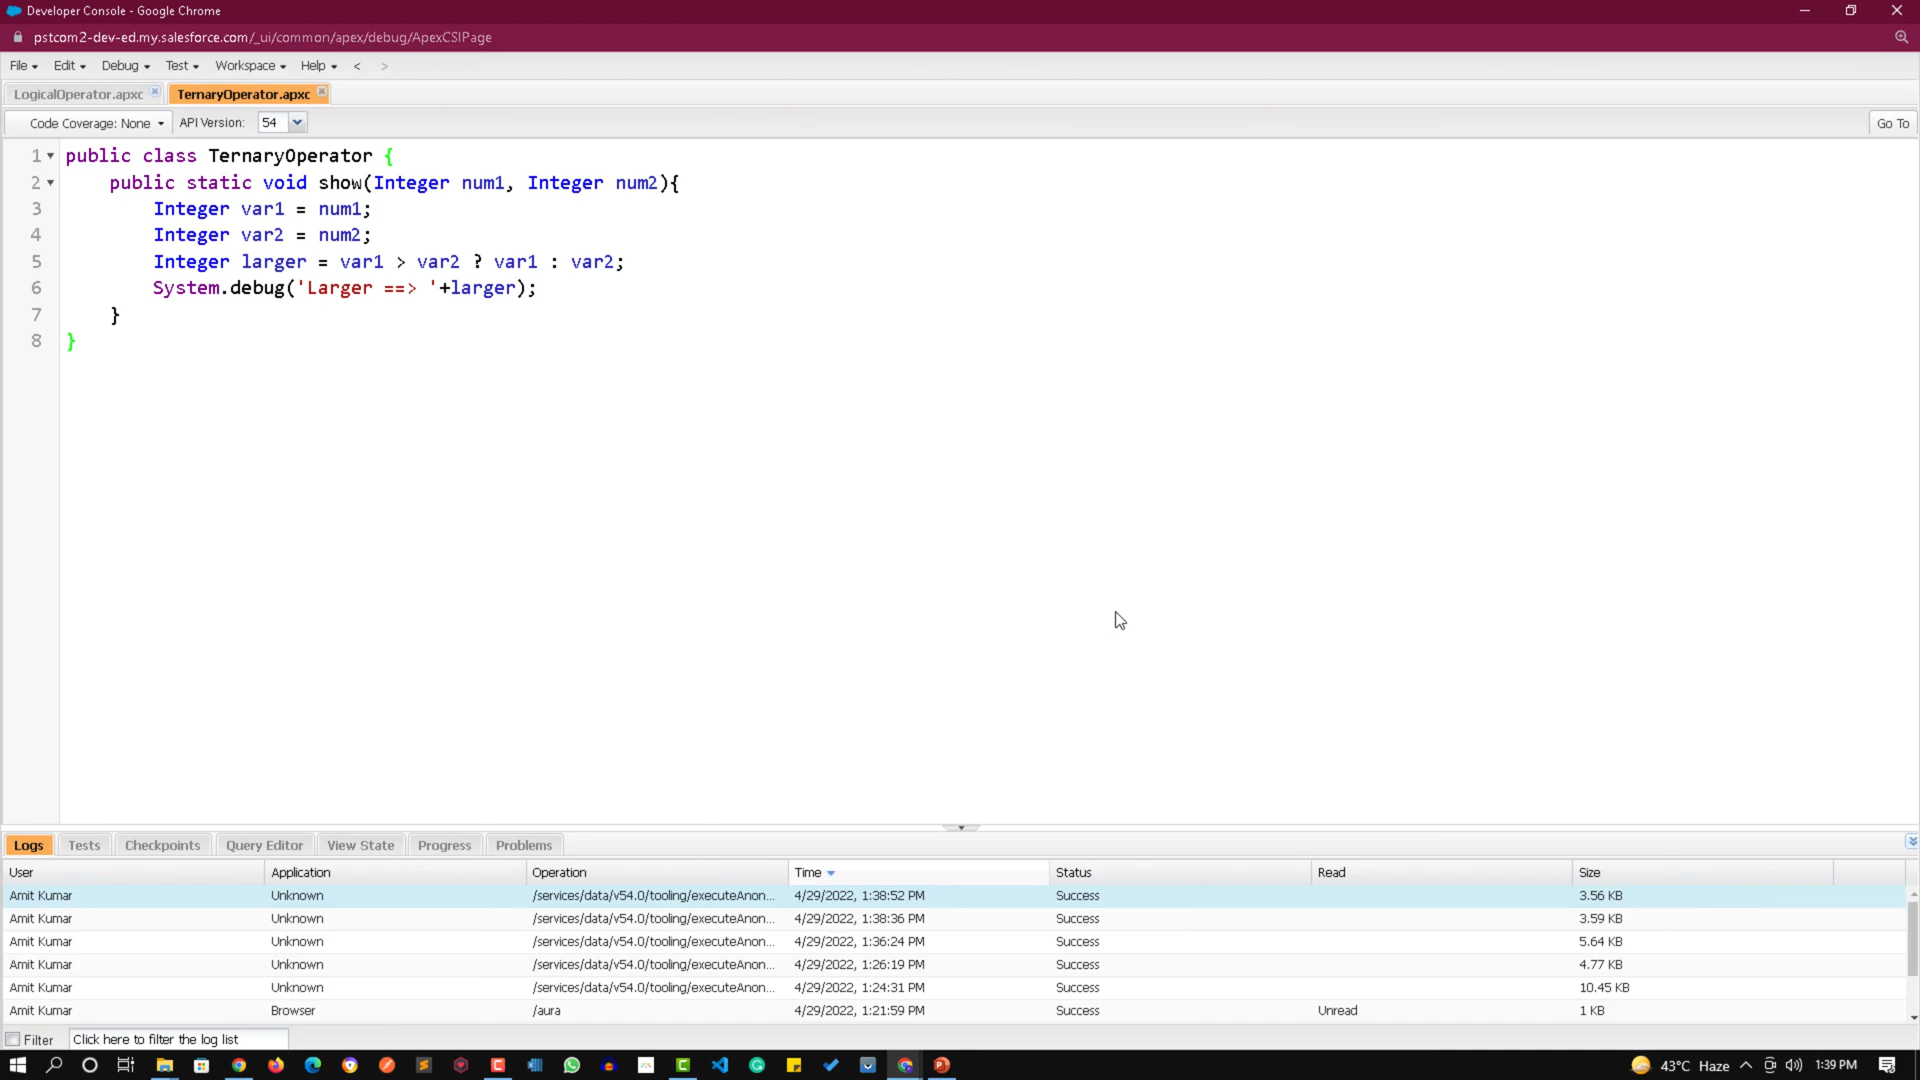 Developer Console - Google Chrome
pstcom2-dev-ed.my.salesforce.com/_ui/common/apex/debug/ApexCSIPage
File Edit Debug Test Workspace Help < >
LogicalOperator.apxc TernaryOperator.apxc
Code Coverage: None API Version: 54 Go To
1 public class TernaryOperator {
2 public static void show(Integer num1, Integer num2){
3 Integer var1 = num1;
4 Integer var2 = num2;
5 Integer larger = var1 > var2 ? var1 : var2;
6 System.debug('Larger ==> '+larger);
7 }
8 }
Logs Tests Checkpoints Query Editor View State Progress Problems
User Application Operation Time Status Read Size
Amit Kumar Unknown /services/data/v54.0/tooling/executeAnon... 4/29/2022, 1:38:52 PM Success 3.56 KB
Amit Kumar Unknown /services/data/v54.0/tooling/executeAnon... 4/29/2022, 1:38:36 PM Success 3.59 KB
Amit Kumar Unknown /services/data/v54.0/tooling/executeAnon... 4/29/2022, 1:36:24 PM Success 5.64 KB
Amit Kumar Unknown /services/data/v54.0/tooling/executeAnon... 4/29/2022, 1:26:19 PM Success 4.77 KB
Amit Kumar Unknown /services/data/v54.0/tooling/executeAnon... 4/29/2022, 1:24:31 PM Success 10.45 KB
Amit Kumar Browser /aura 4/29/2022, 1:21:59 PM Success Unread 1 KB
Filter Click here to filter the log list
43°C Haze 1:39 PM